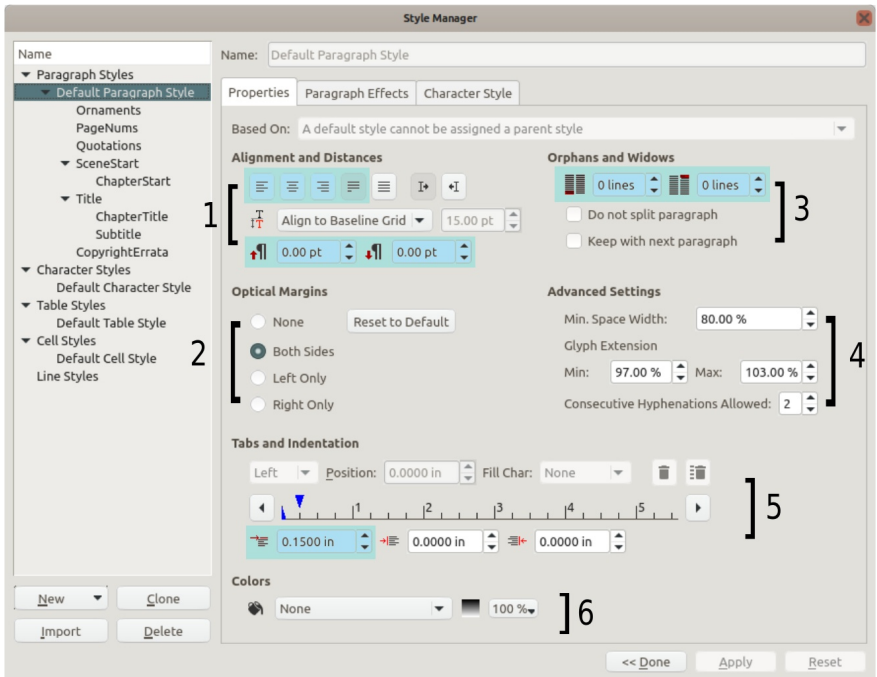 Style Manager
Name
Paragraph Styles
Default Paragraph Style
Ornaments
PageNums
Quotations
SceneStart
ChapterStart
Title
ChapterTitle
Subtitle
CopyrightErrata
Character Styles
Default Character Style
Table Styles
Default Table Style
Cell Styles
Default Cell Style
Line Styles
New
Clone
Import
Delete
Name: Default Paragraph Style
Properties Paragraph Effects Character Style
Based On: A default style cannot be assigned a parent style
Alignment and Distances
1
Align to Baseline Grid 15.00 pt
0.00 pt 0.00 pt
Orphans and Widows
0 lines 0 lines
3
Do not split paragraph
Keep with next paragraph
Optical Margins
2
None Reset to Default
Both Sides
Left Only
Right Only
Advanced Settings
Min. Space Width: 80.00 %
4
Glyph Extension
Min: 97.00 % Max: 103.00 %
Consecutive Hyphenations Allowed: 2
Tabs and Indentation
Left Position: 0.0000 in Fill Char: None
1 2 3 4 5
5
0.1500 in 0.0000 in 0.0000 in
Colors
None 100 %
6
<< Done Apply Reset